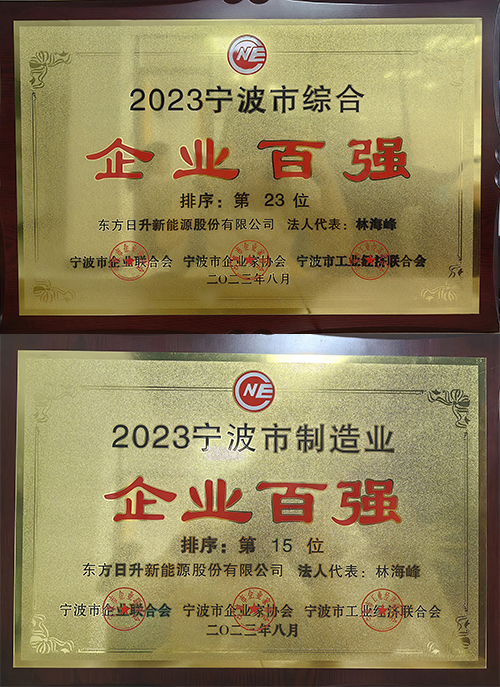 NE
2023宁波市综合
企业百强
排序：第 23 位
东方日升新能源股份有限公司 法人代表：林海峰
宁波市企业联合会 宁波市企业家协会 宁波市工业经济联合会
二〇二三年八月
NE
2023宁波市制造业
企业百强
排序：第 15 位
东方日升新能源股份有限公司 法人代表：林海峰
宁波市企业联合会 宁波市企业家协会 宁波市工业经济联合会
二〇二三年八月